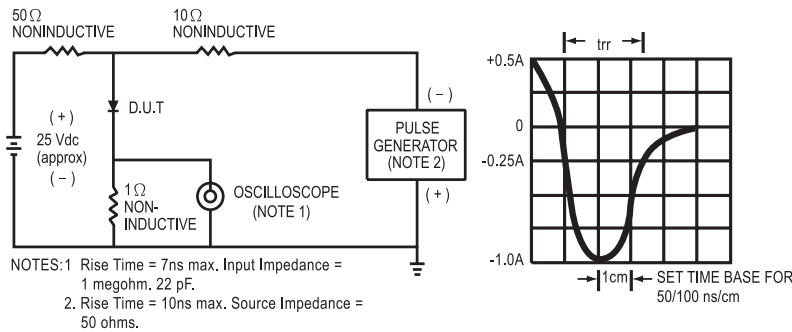 50Ω
NONINDUCTIVE
10Ω
NONINDUCTIVE
(+)
25 Vdc
(approx)
(−)
D.U.T
1Ω
NON-
INDUCTIVE
OSCILLOSCOPE
(NOTE 1)
(−)
PULSE
GENERATOR
(NOTE 2)
(+)
NOTES:1 Rise Time = 7ns max. Input Impedance =
1 megohm. 22 pF.
2. Rise Time = 10ns max. Source Impedance =
50 ohms.
trr
+0.5A
0
-0.25A
-1.0A
1cm
SET TIME BASE FOR
50/100 ns/cm